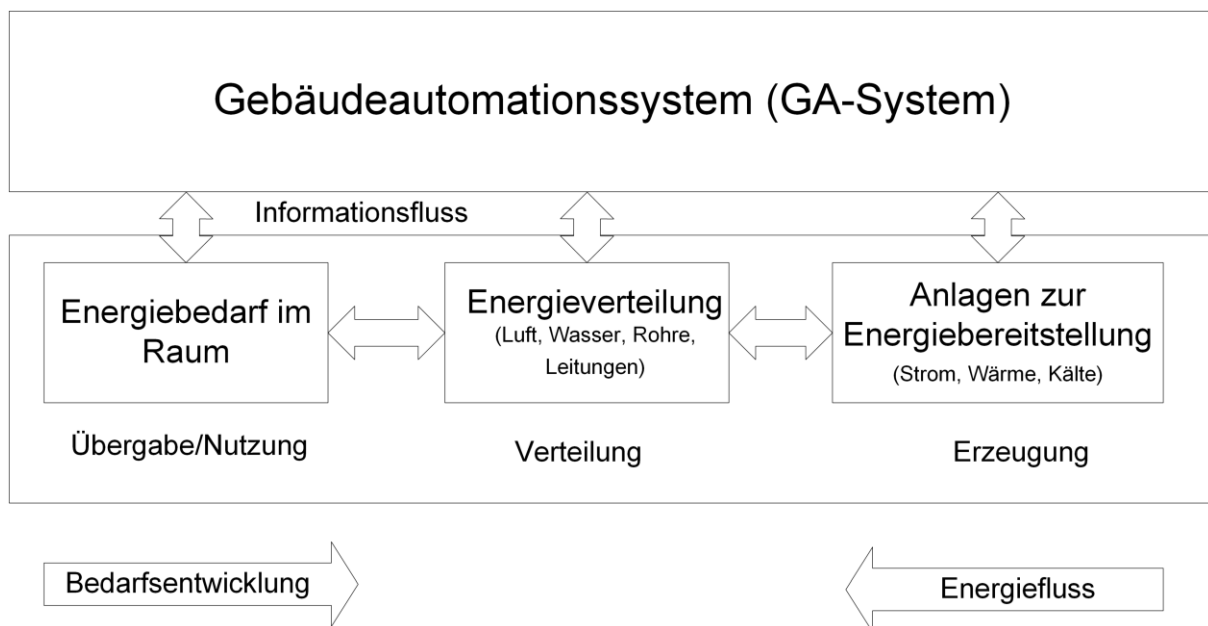 Gebäudeautomationssystem (GA-System)
Informationsfluss
Energiebedarf im
Raum
Energieverteilung
(Luft, Wasser, Rohre,
Leitungen)
Anlagen zur
Energiebereitstellung
(Strom, Wärme, Kälte)
Übergabe/Nutzung
Verteilung
Erzeugung
Bedarfsentwicklung
Energiefluss